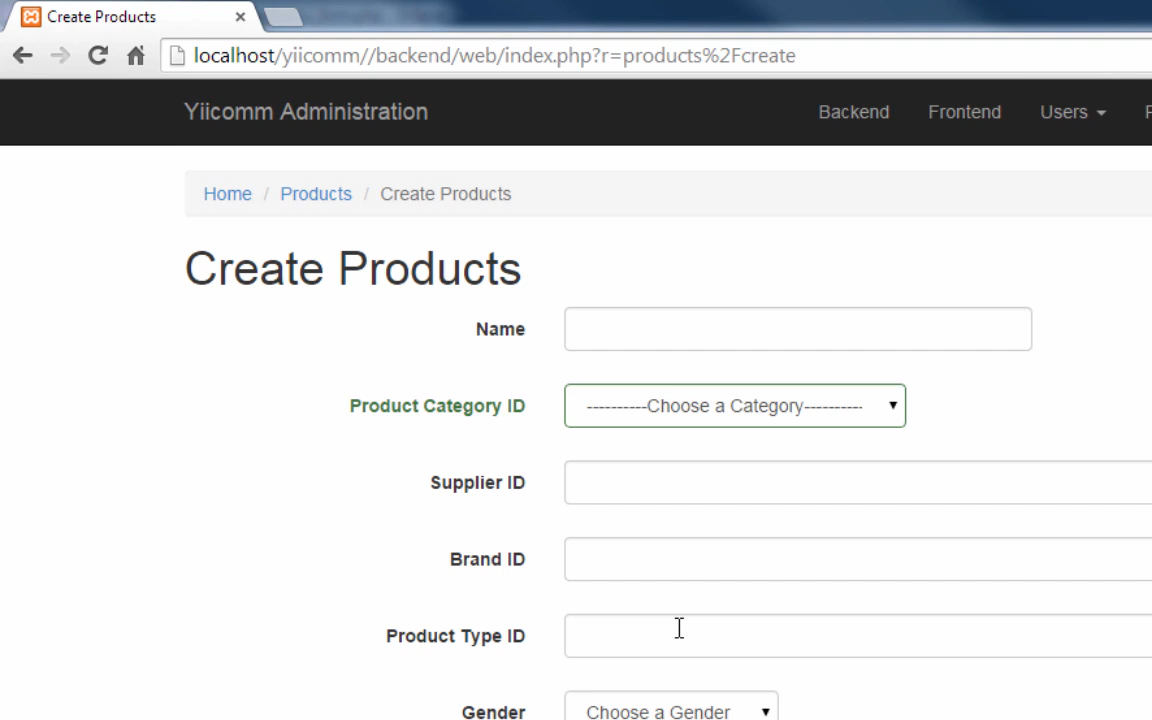 Create Products
localhost/yiicomm//backend/web/index.php?r=products%2Fcreate
Yiicomm Administration Backend Frontend Users
Home / Products / Create Products
Create Products
Name
Product Category ID ----------Choose a Category----------
Supplier ID
Brand ID
Product Type ID
Gender Choose a Gender